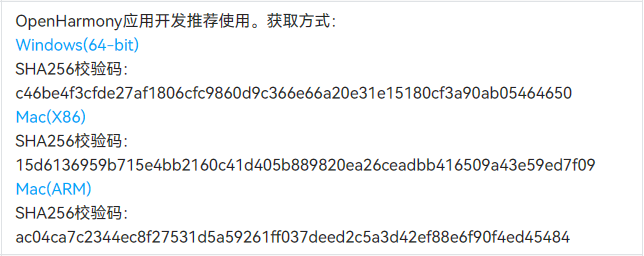 OpenHarmony应用开发推荐使用。获取方式：
Windows(64-bit)
SHA256校验码：
c46be4f3cfde27af1806cfc9860d9c366e66a20e31e15180cf3a90ab05464650
Mac(X86)
SHA256校验码：
15d6136959b715e4bb2160c41d405b889820ea26ceadbb416509a43e59ed7f09
Mac(ARM)
SHA256校验码：
ac04ca7c2344ec8f27531d5a59261ff037deed2c5a3d42ef88e6f90f4ed45484